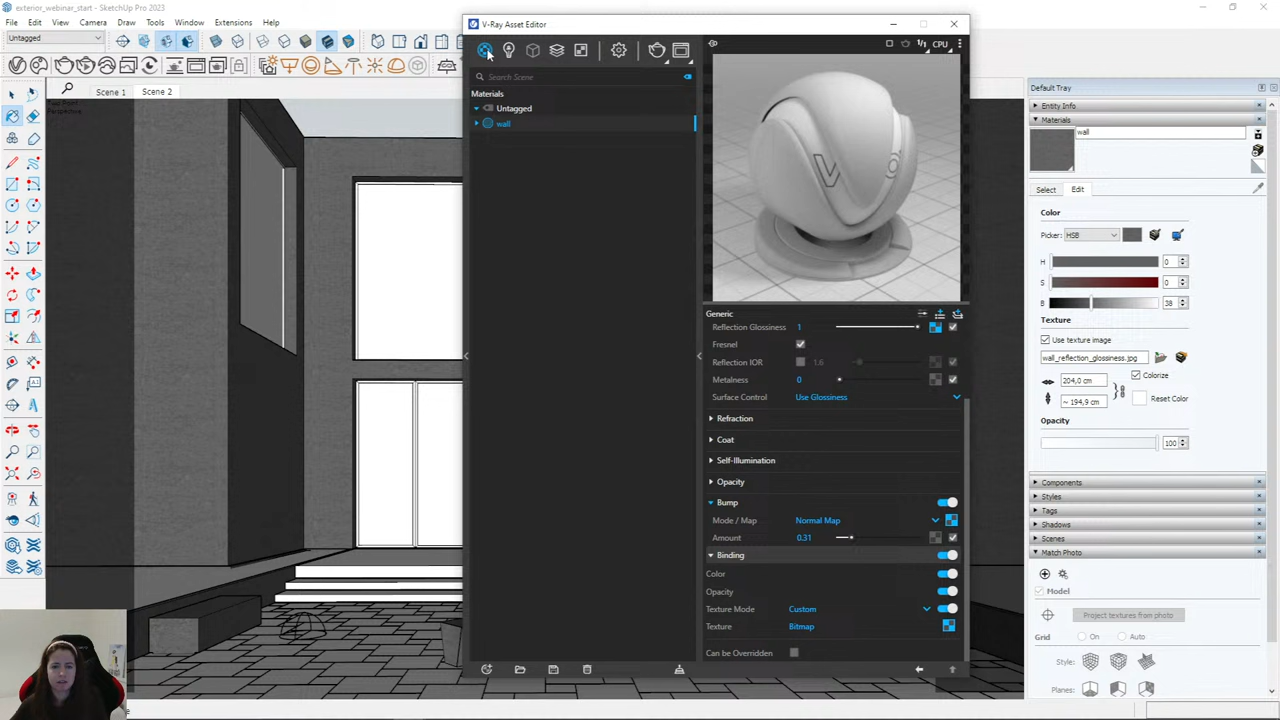 exterior_webinar_start - SketchUp Pro 2023
File Edit View Camera Draw Tools Window Extensions Help
Untagged
Scene 1
Scene 2
Two Point
Perspective
V-Ray Asset Editor
CPU
Search Scene
Materials
Untagged
wall
Generic
Reflection Glossiness 1
Fresnel
Reflection IOR 1.6
Metalness 0
Surface Control Use Glossiness
Refraction
Coat
Self-Illumination
Opacity
Bump
Mode / Map Normal Map
Amount 0.31
Binding
Color
Opacity
Texture Mode Custom
Texture Bitmap
Can be Overridden
Default Tray
Entity Info
Materials
wall
Select Edit
Color
Picker: HSB
H 0
S 0
B 38
Texture
Use texture image
wall_reflection_glossiness.jpg
204,0 cm
Colorize
~ 194,9 cm
Reset Color
Opacity
100
Components
Styles
Tags
Shadows
Scenes
Match Photo
Model
Project textures from photo
Grid On Auto
Style:
Planes: